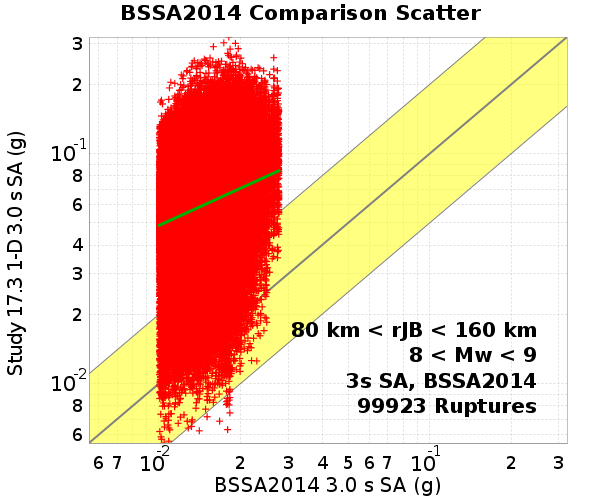 BSSA2014 Comparison Scatter
Study 17.3 1-D 3.0 s SA (g)
3
2
10-1
8
6
4
3
2
10-2
8
6
80 km < rJB < 160 km
8 < Mw < 9
3s SA, BSSA2014
99923 Ruptures
6 7 10-2 2 3 4 5 6 7 10-1 2 3
BSSA2014 3.0 s SA (g)